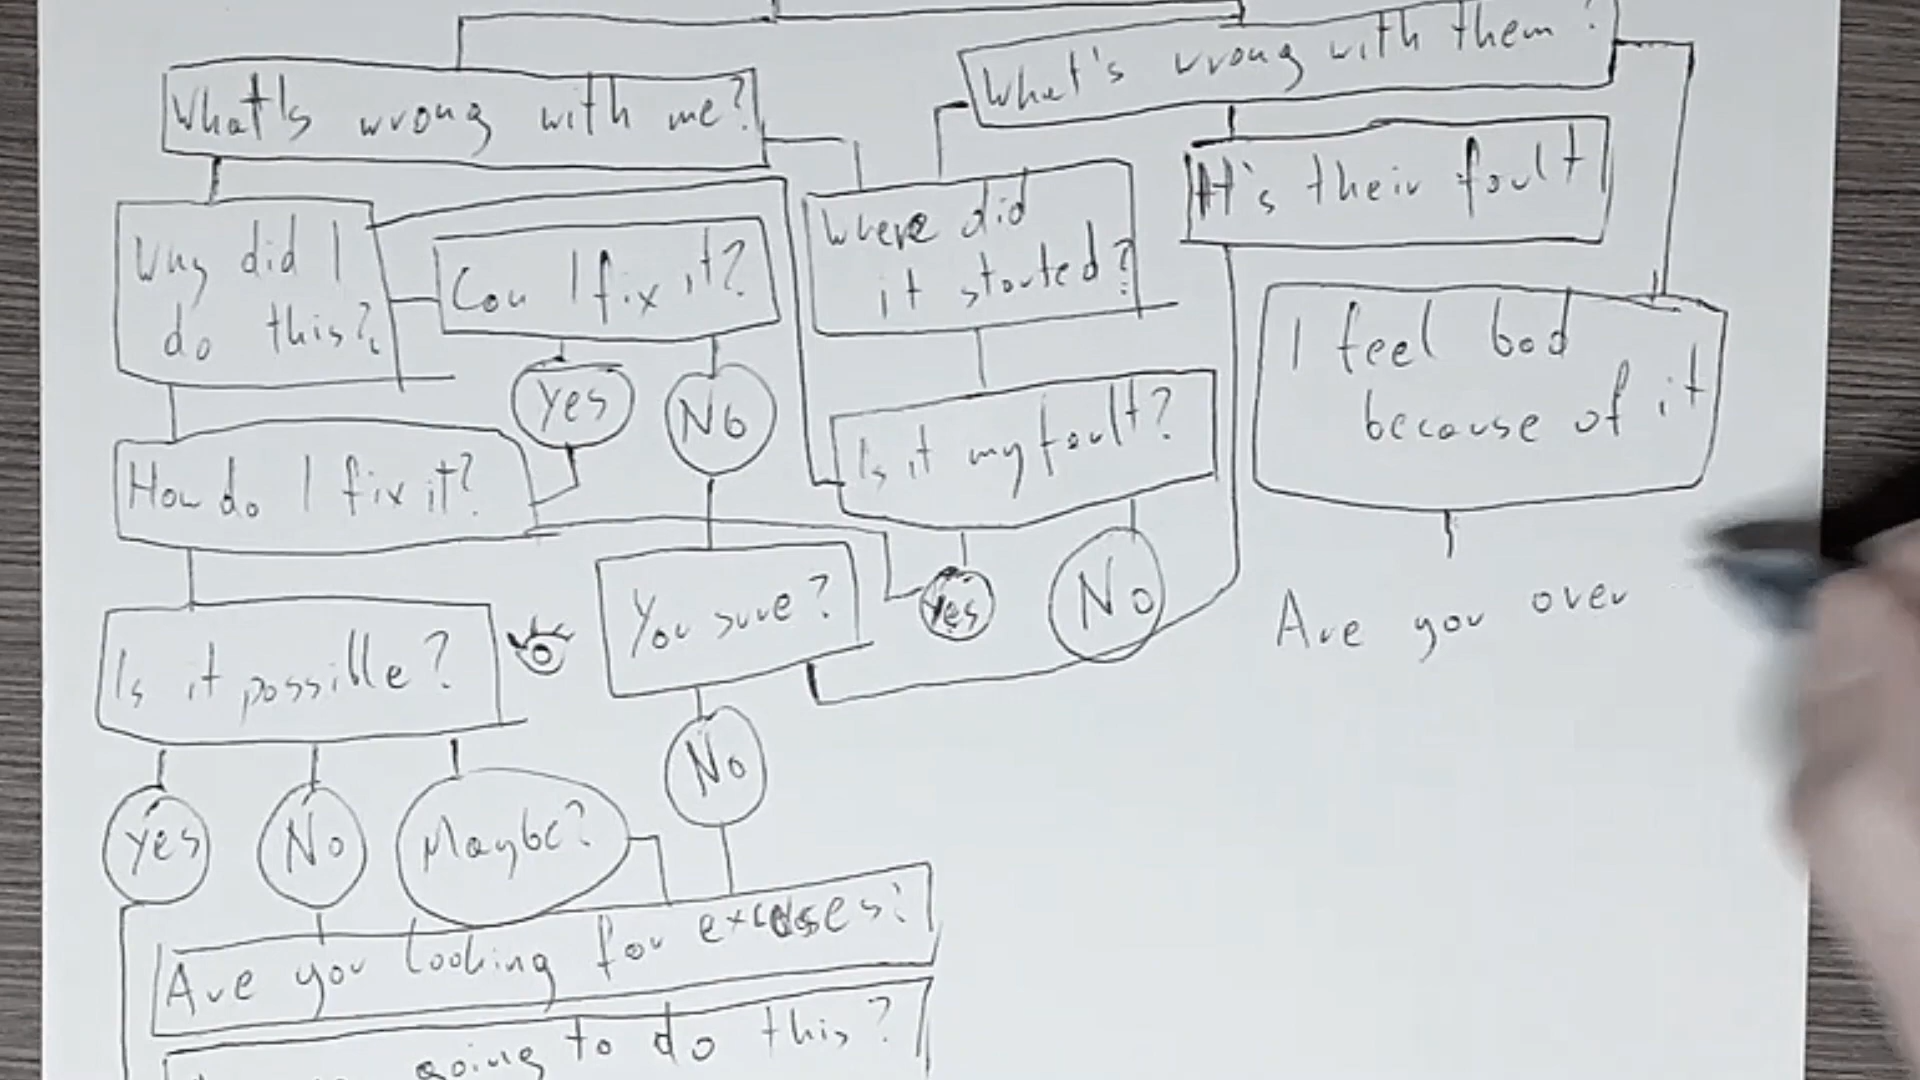 What's wrong with me?
What's wrong with them?
It's their foult
Why did I
do this?
Can I fix it?
Where did
it started?
I feel bad
because of it
Yes
No
Is it my foult?
How do I fix it?
Yes
No
You sure?
Are you over
Is it possible?
No
Yes
No
Maybe?
Are you looking for excuses?
going to do this?